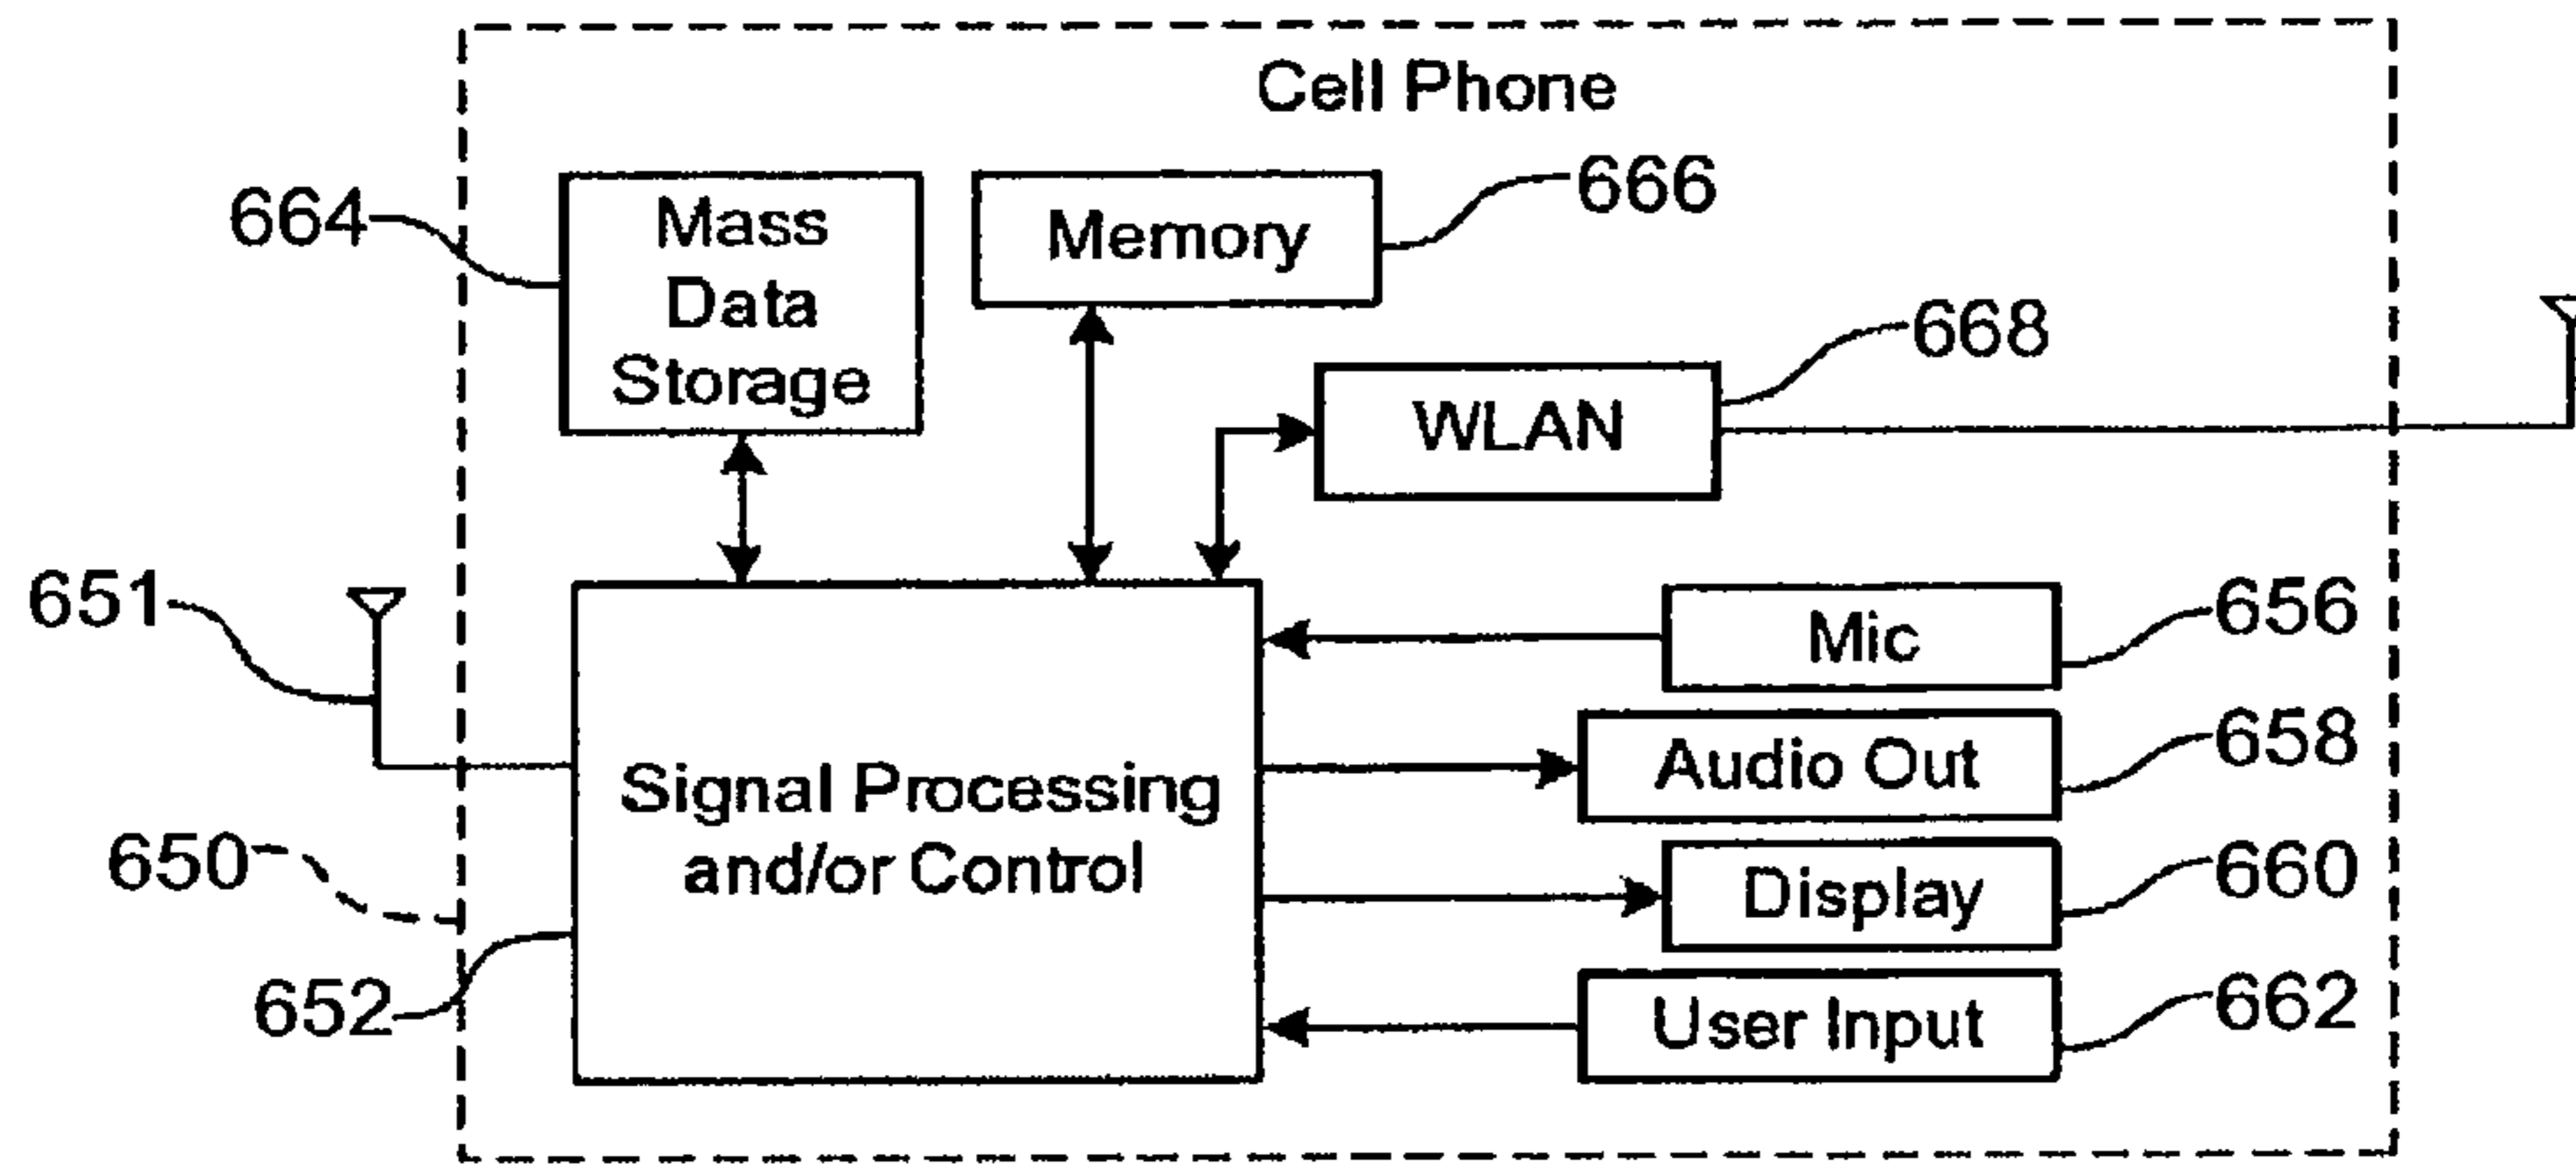 Cell Phone
664
Mass
Data
Storage
Memory
666
668
WLAN
651
Mic
656
Signal Processing
and/or Control
Audio Out
658
650
Display
660
652
User Input
662